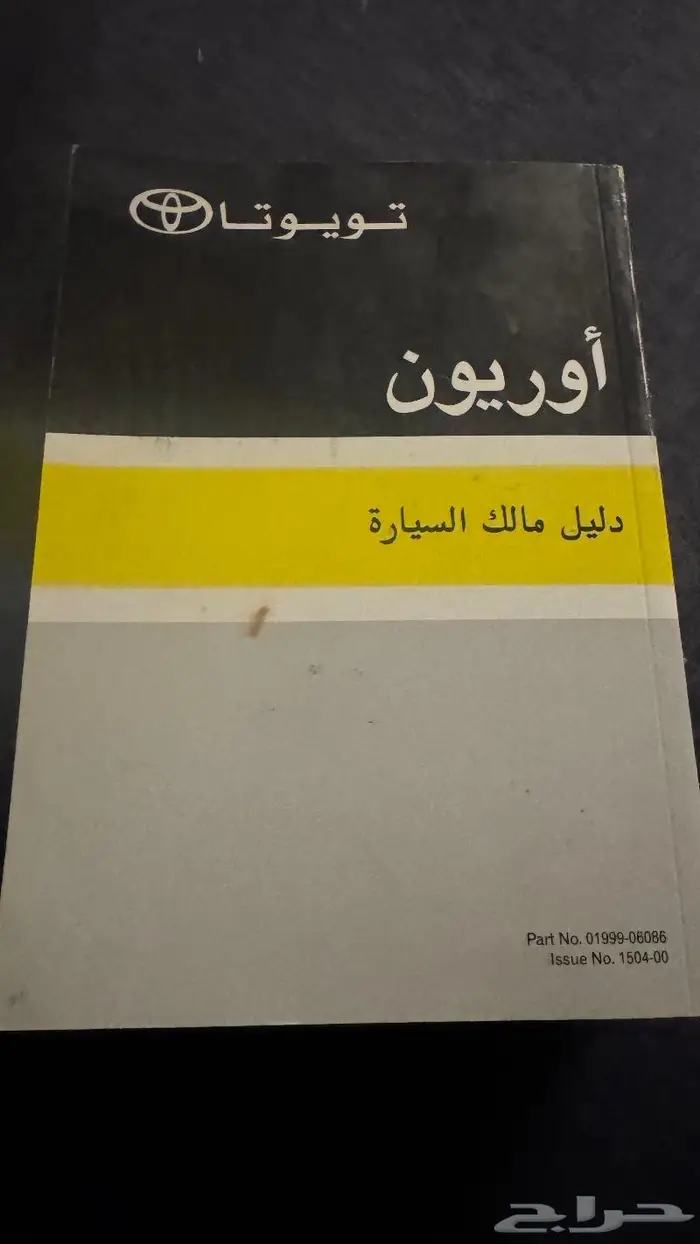 تويوتا
أوريون
دليل مالك السيارة
Part No. 01999-06086
Issue No. 1504-00
حراج